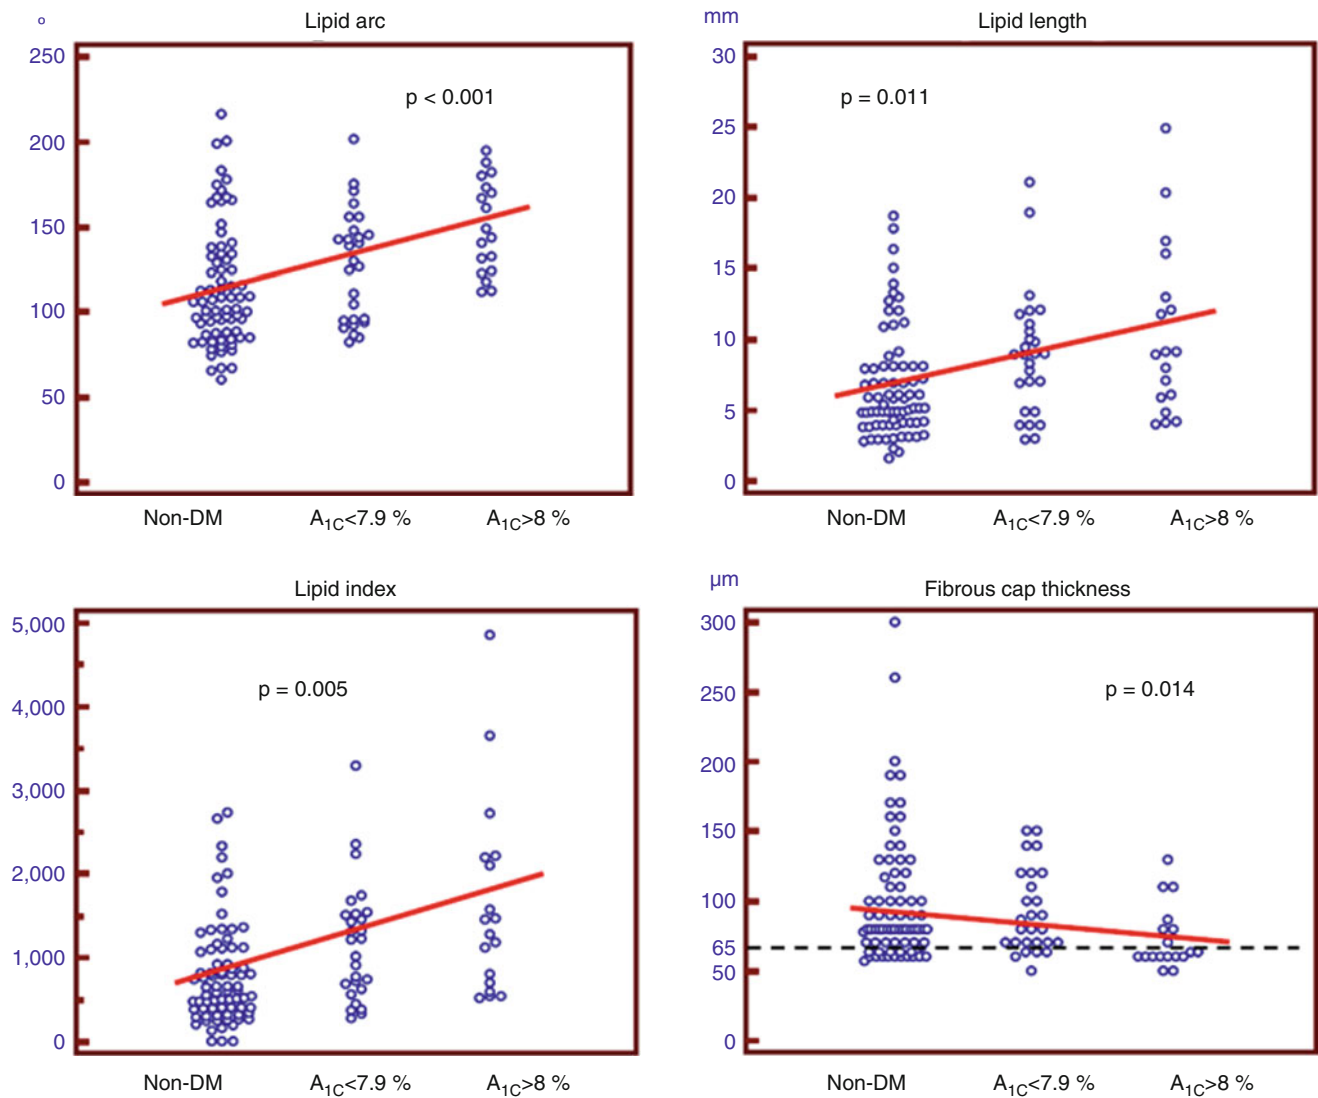 Lipid arc
°
250
200
150
100
50
0
p < 0.001
Non-DM A1C<7.9 % A1C>8 %
Lipid length
mm
30
25
20
15
10
5
0
p = 0.011
Non-DM A1C<7.9 % A1C>8 %
Lipid index
5,000
4,000
3,000
2,000
1,000
0
p = 0.005
Non-DM A1C<7.9 % A1C>8 %
Fibrous cap thickness
µm
300
250
200
150
100
65
50
0
p = 0.014
Non-DM A1C<7.9 % A1C>8 %